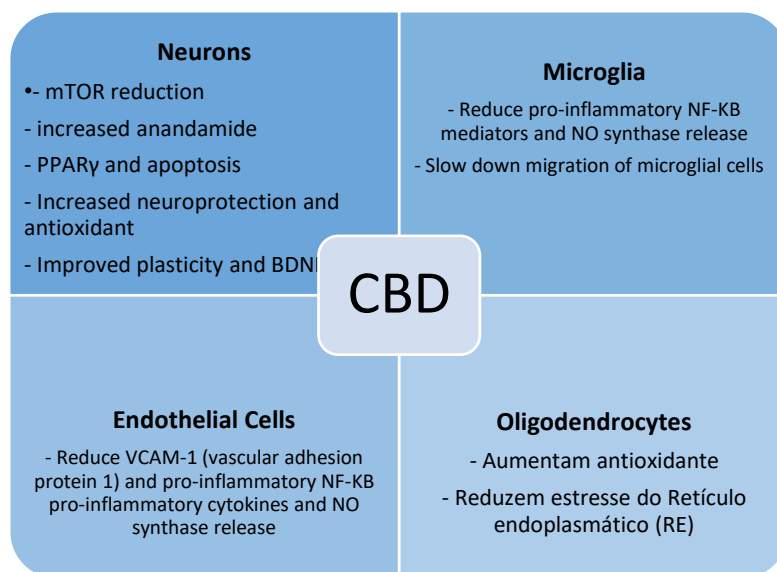 Neurons
•- mTOR reduction
- increased anandamide
- PPARγ and apoptosis
- Increased neuroprotection and
antioxidant
- Improved plasticity and
Microglia
- Reduce pro-inflammatory NF-KB
mediators and NO synthase release
- Slow down migration of microglial cells
CBD
Endothelial Cells
- Reduce VCAM-1 (vascular adhesion
protein 1) and pro-inflammatory NF-KB
pro-inflammatory cytokines and NO
synthase release
Oligodendrocytes
- Aumentam antioxidante
- Reduzem estresse do Retículo
endoplasmático (RE)